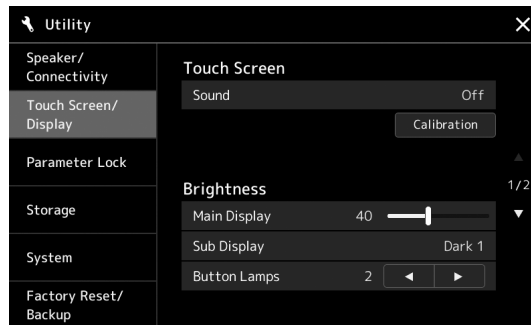 Utility
Speaker/
Connectivity
Touch Screen/
Display
Parameter Lock
Storage
System
Factory Reset/
Backup
Touch Screen
Sound Off
Calibration
Brightness
Main Display 40
Sub Display Dark 1
Button Lamps 2
1/2